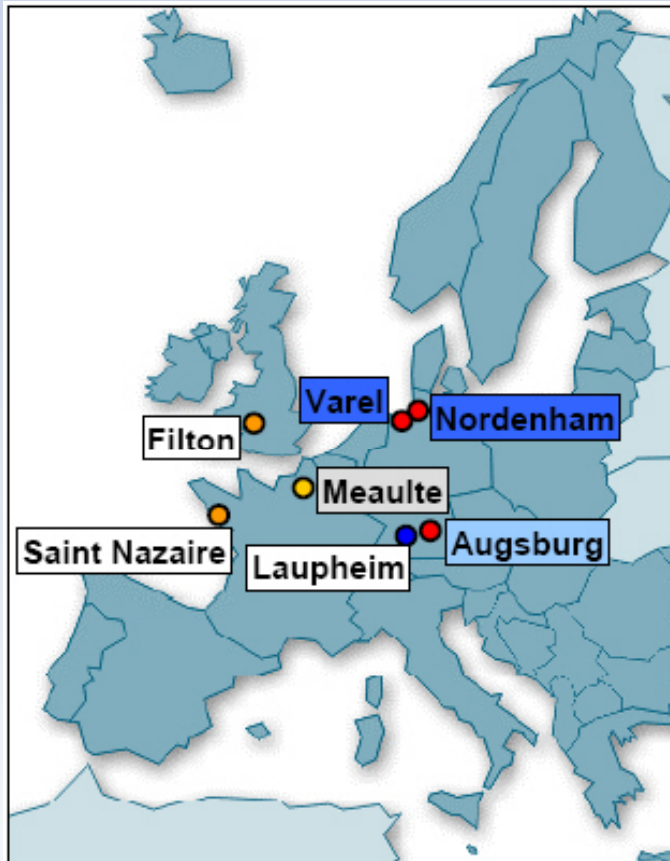 Varel
Nordenham
Filton
Meaulte
Saint Nazaire
Augsburg
Laupheim